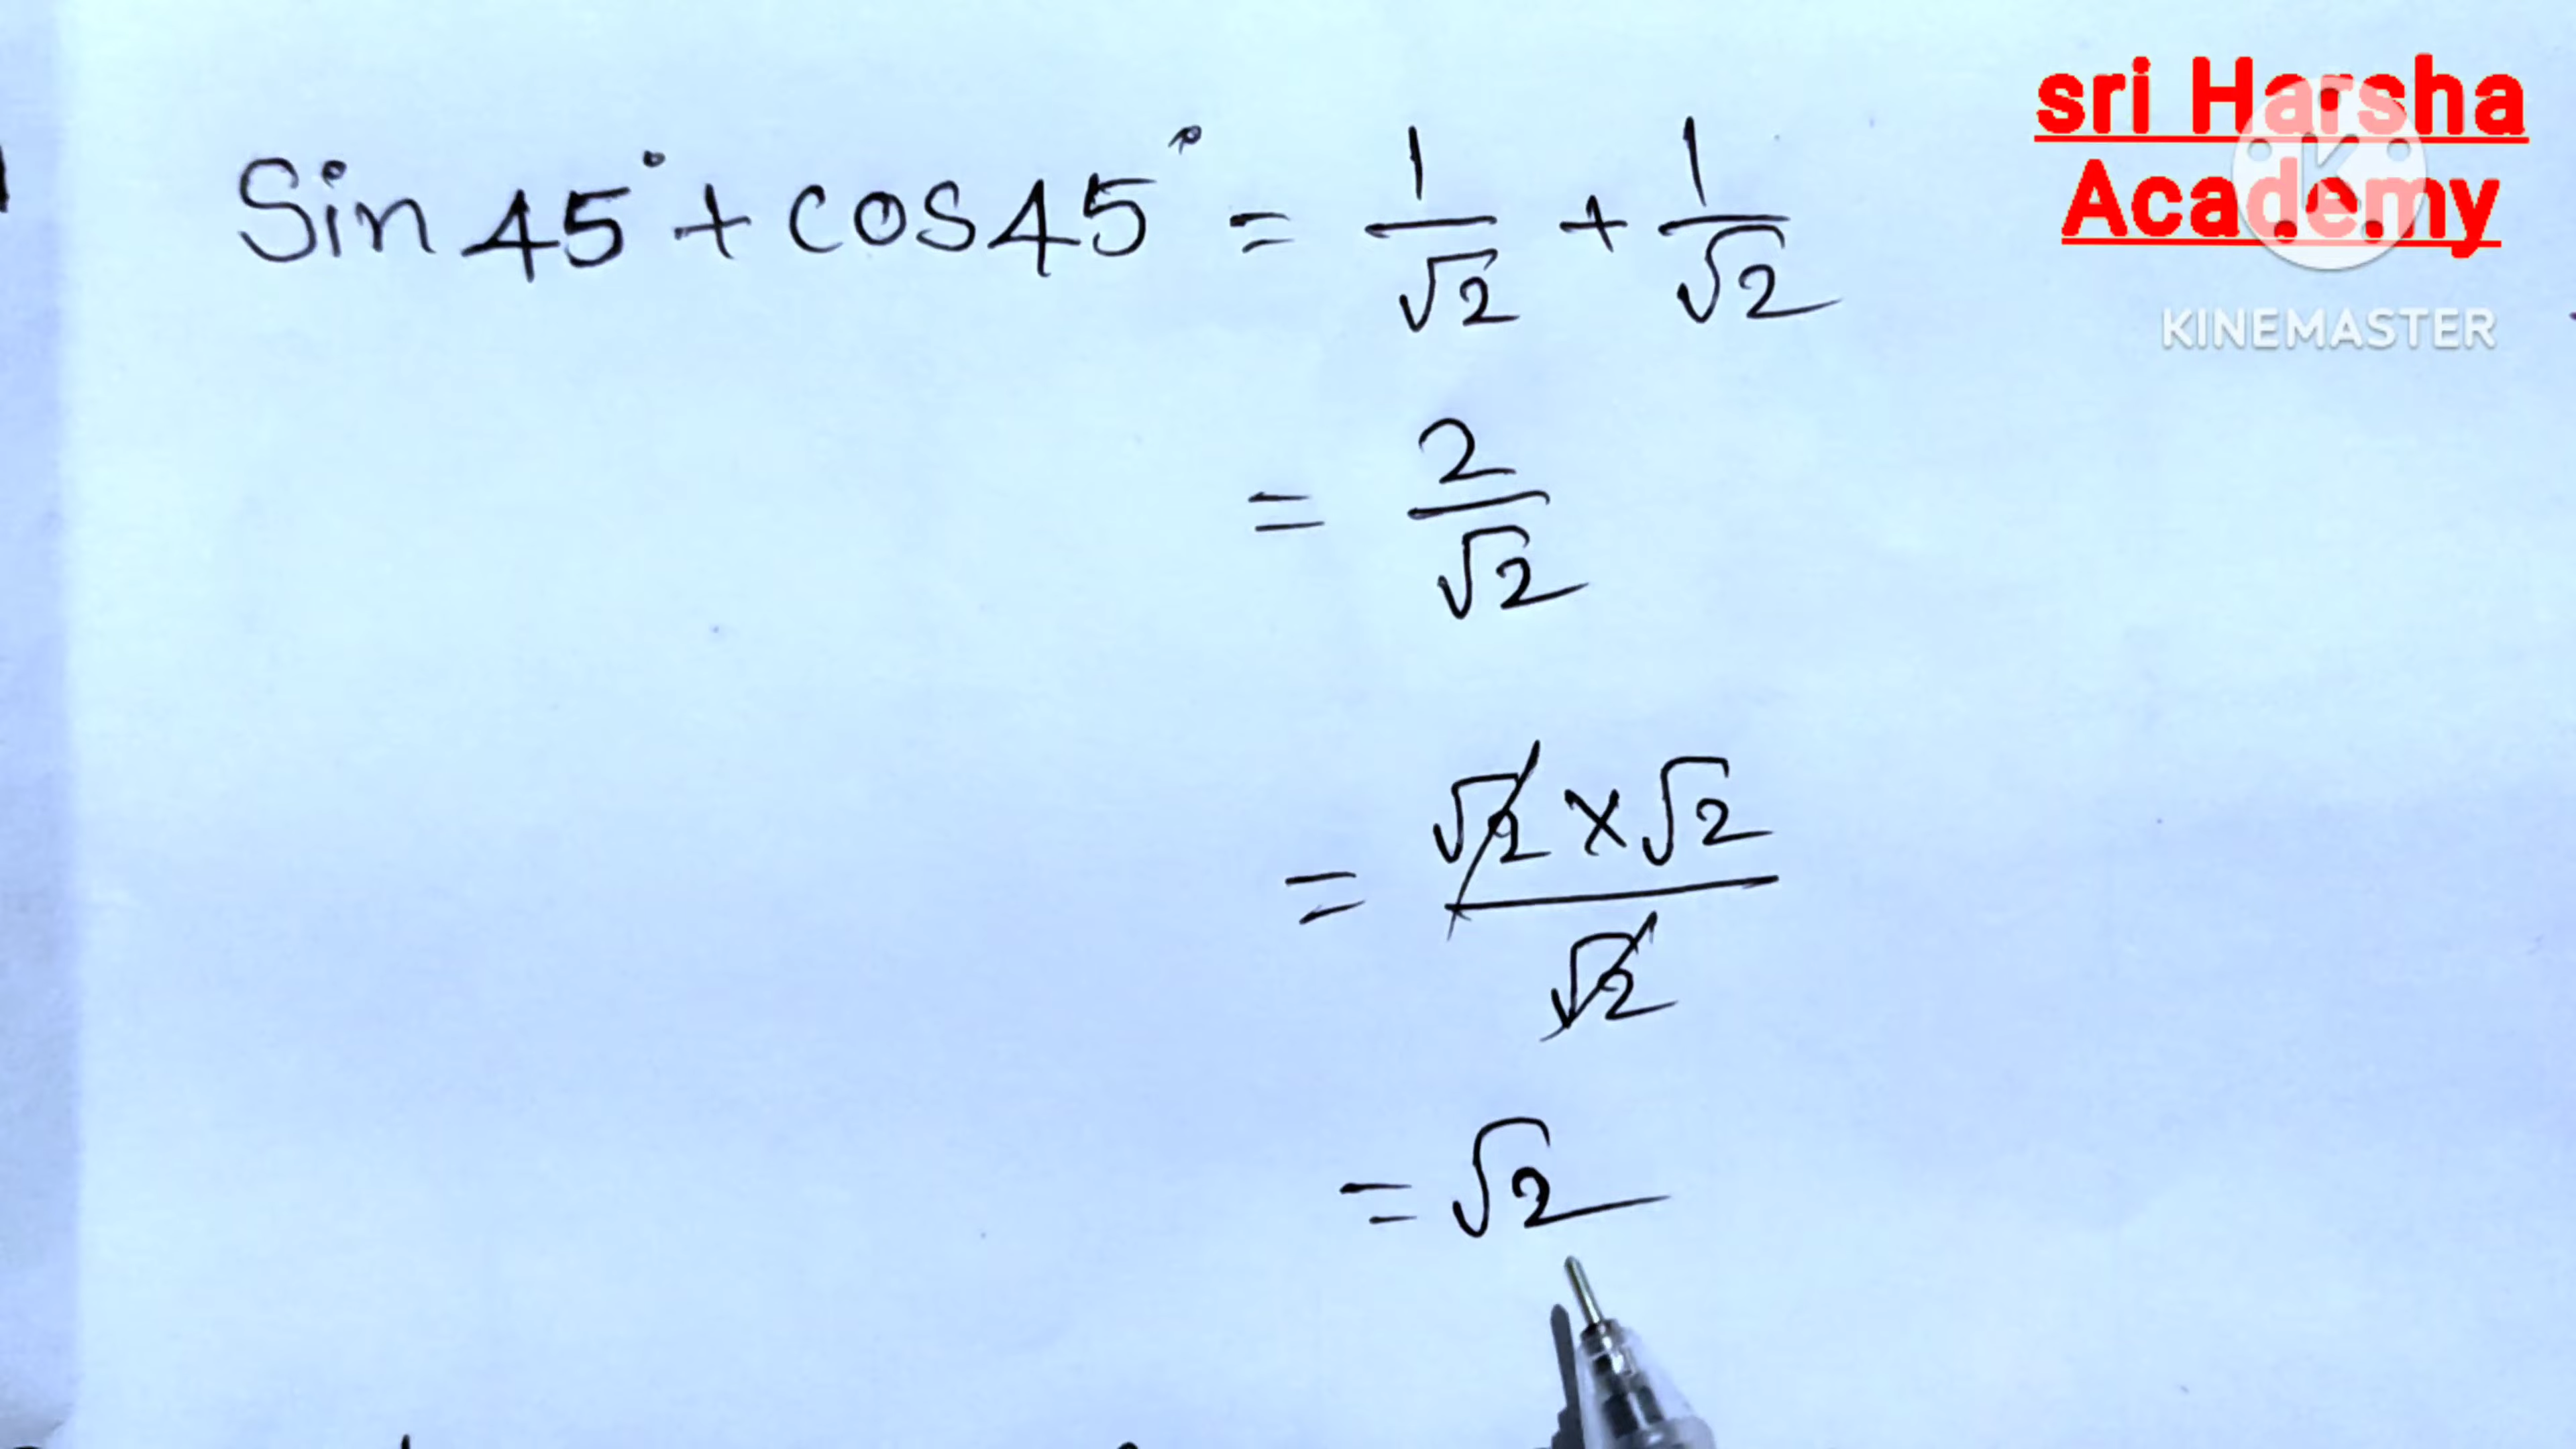 Sin 45° + cos 45° = 1/√2 + 1/√2
= 2/√2
= √2 × √2/√2
= √2
sri Harsha
Academy
KINEMASTER